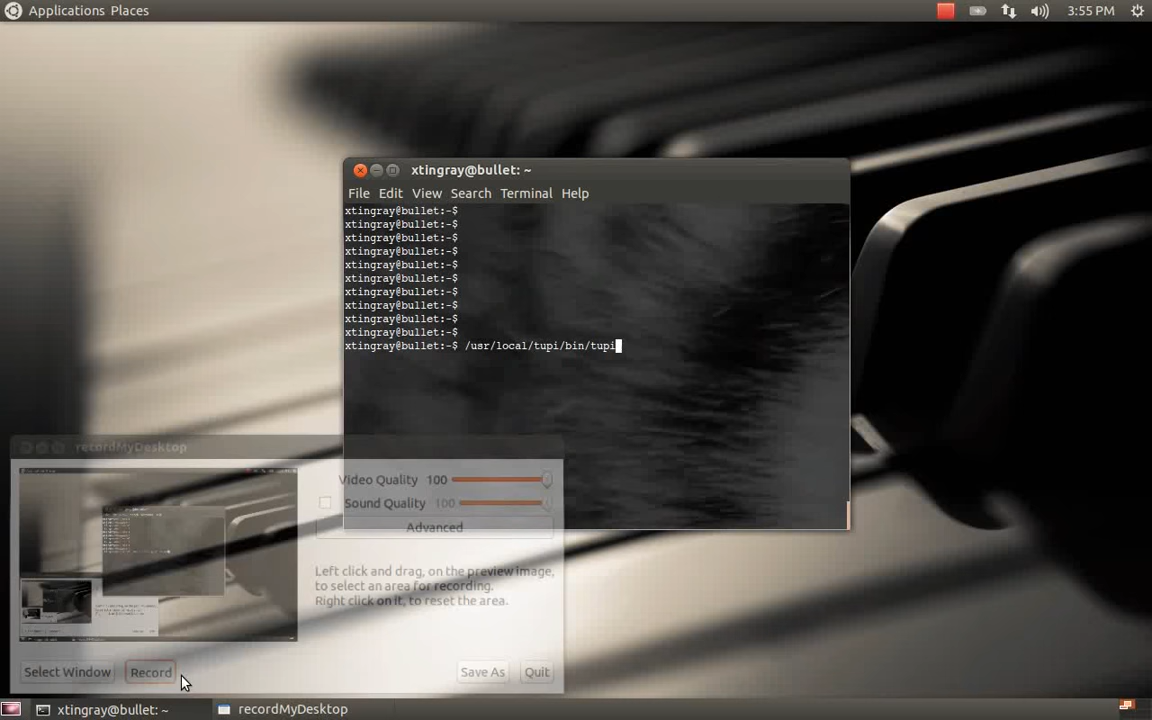 Applications Places
3:55 PM
xtingray@bullet: ~
File Edit View Search Terminal Help
xtingray@bullet:~$
xtingray@bullet:~$
xtingray@bullet:~$
xtingray@bullet:~$
xtingray@bullet:~$
xtingray@bullet:~$
xtingray@bullet:~$
xtingray@bullet:~$
xtingray@bullet:~$
xtingray@bullet:~$
xtingray@bullet:~$ /usr/local/tupi/bin/tupi
recordMyDesktop
Video Quality 100
Sound Quality 100
Advanced
Left click and drag, on the preview image,
to select an area for recording.
Right click on it, to reset the area.
Select Window Record Save As Quit
xtingray@bullet: ~ recordMyDesktop